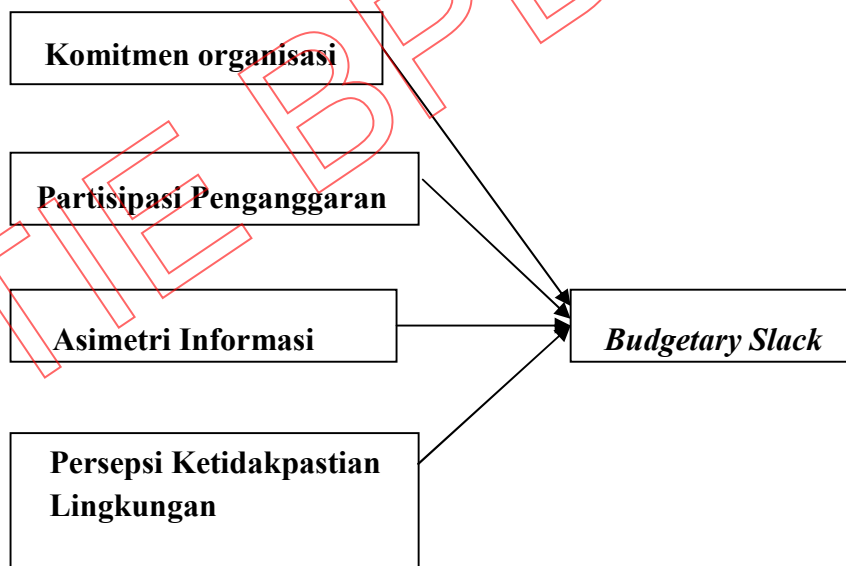 Komitmen organisasi
Partisipasi Penganggaran
Asimetri Informasi
Budgetary Slack
Persepsi Ketidakpastian
Lingkungan